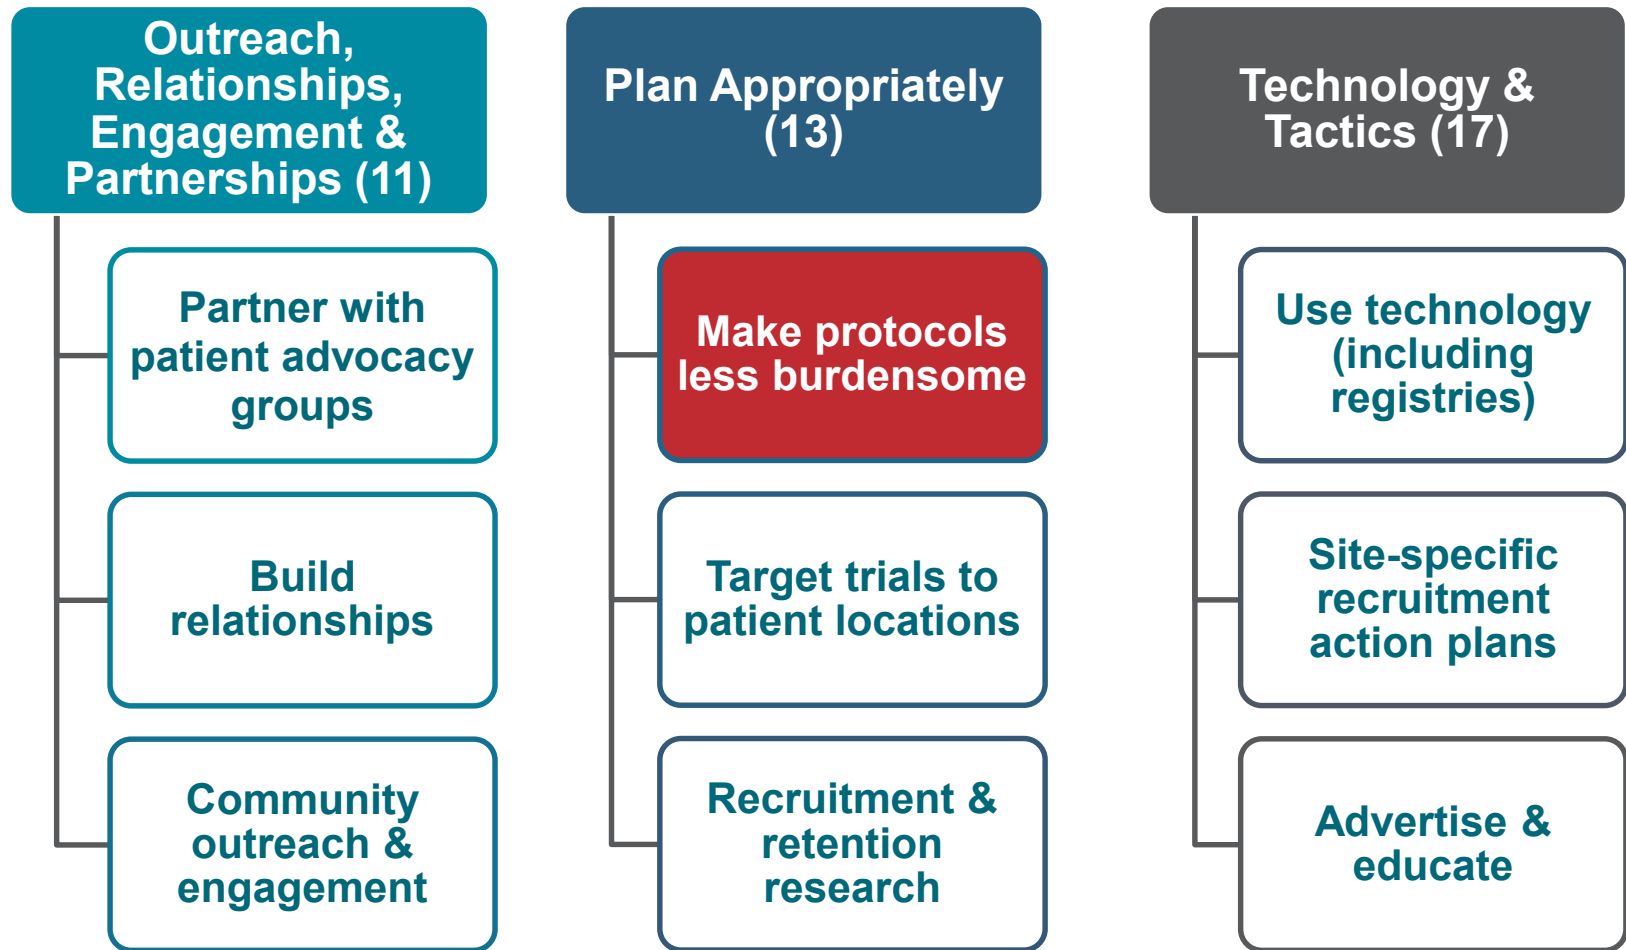 Outreach,
Relationships,
Engagement &
Partnerships (11)
Partner with
patient advocacy
groups
Build
relationships
Community
outreach &
engagement
Plan Appropriately
(13)
Make protocols
less burdensome
Target trials to
patient locations
Recruitment &
retention
research
Technology &
Tactics (17)
Use technology
(including
registries)
Site-specific
recruitment
action plans
Advertise &
educate